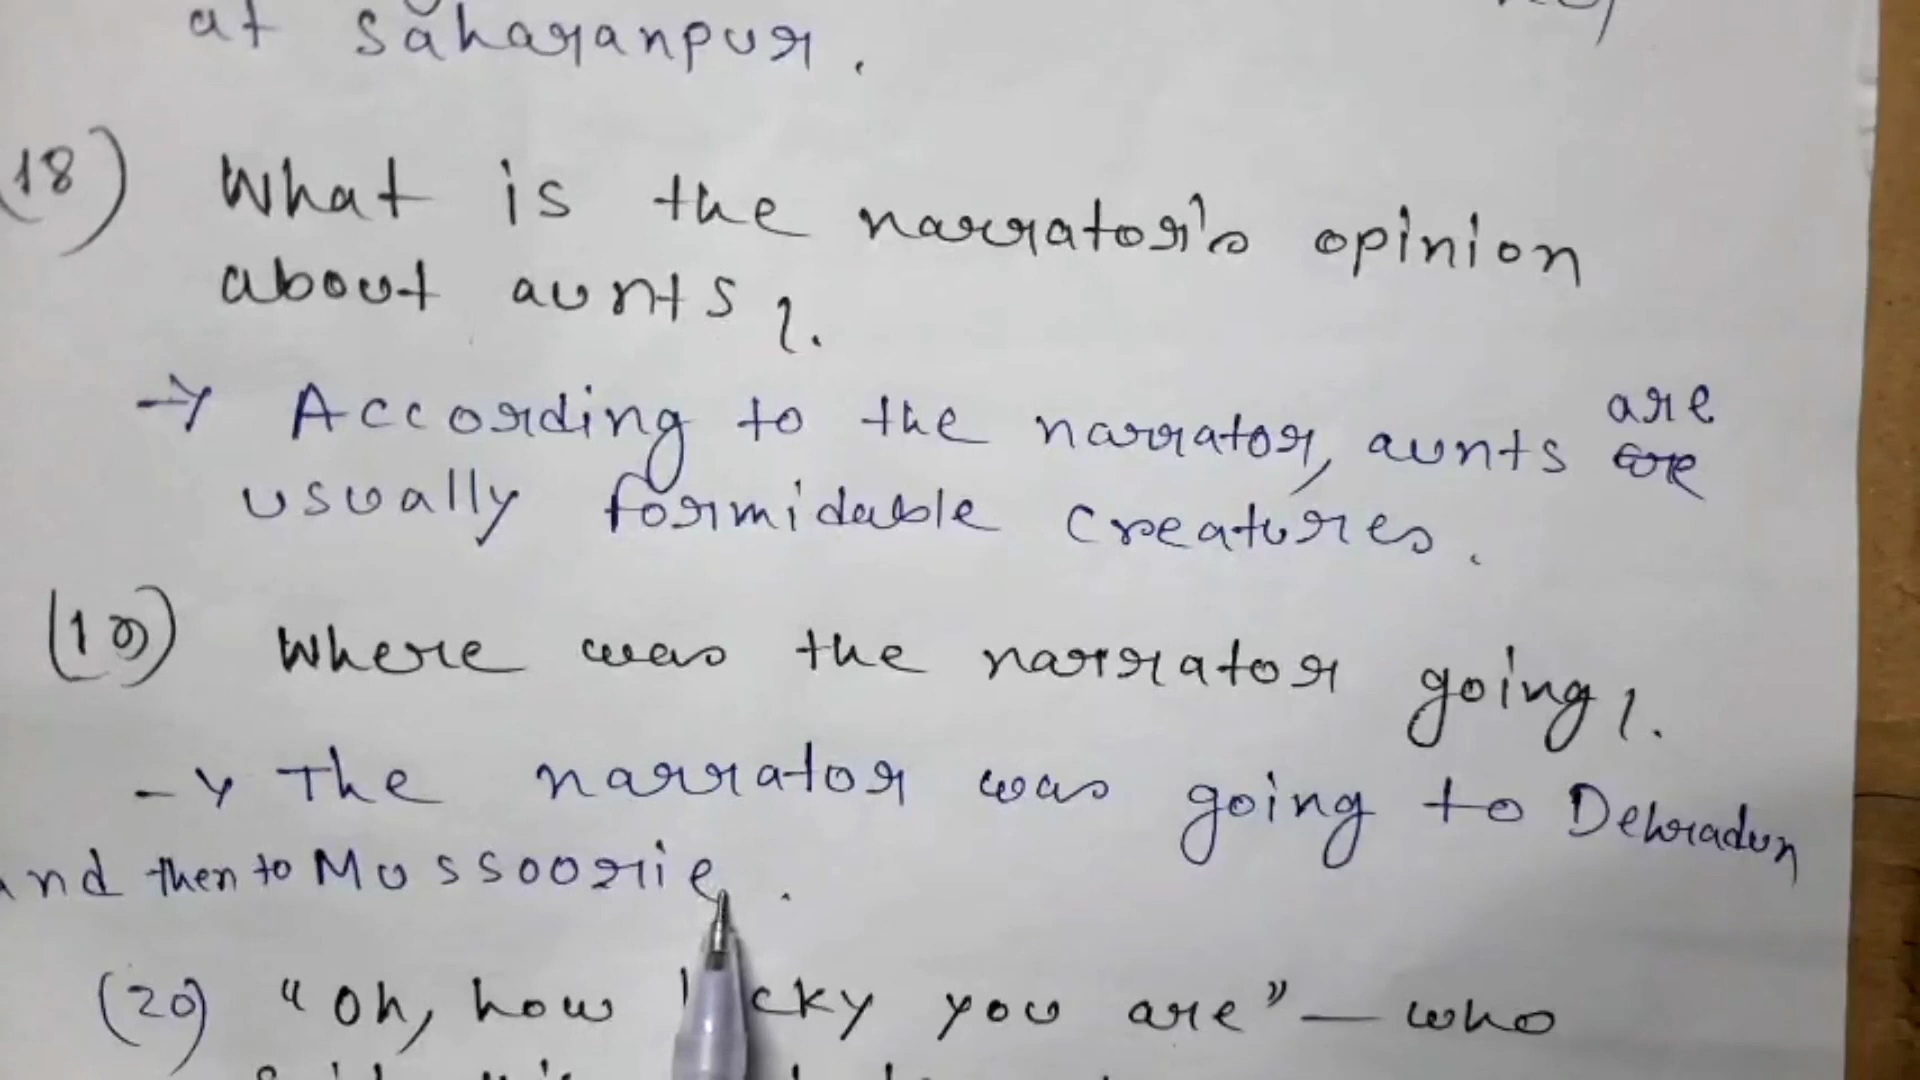 at Saharanpur.
(18) What is the narrator's opinion
about aunts?
→ According to the narrator, aunts are
usually formidable creatures.
(19) Where was the narrator going?
→ The narrator was going to Dehradun
and then to Mussoorie.
(20) "Oh, how lucky you are" — who